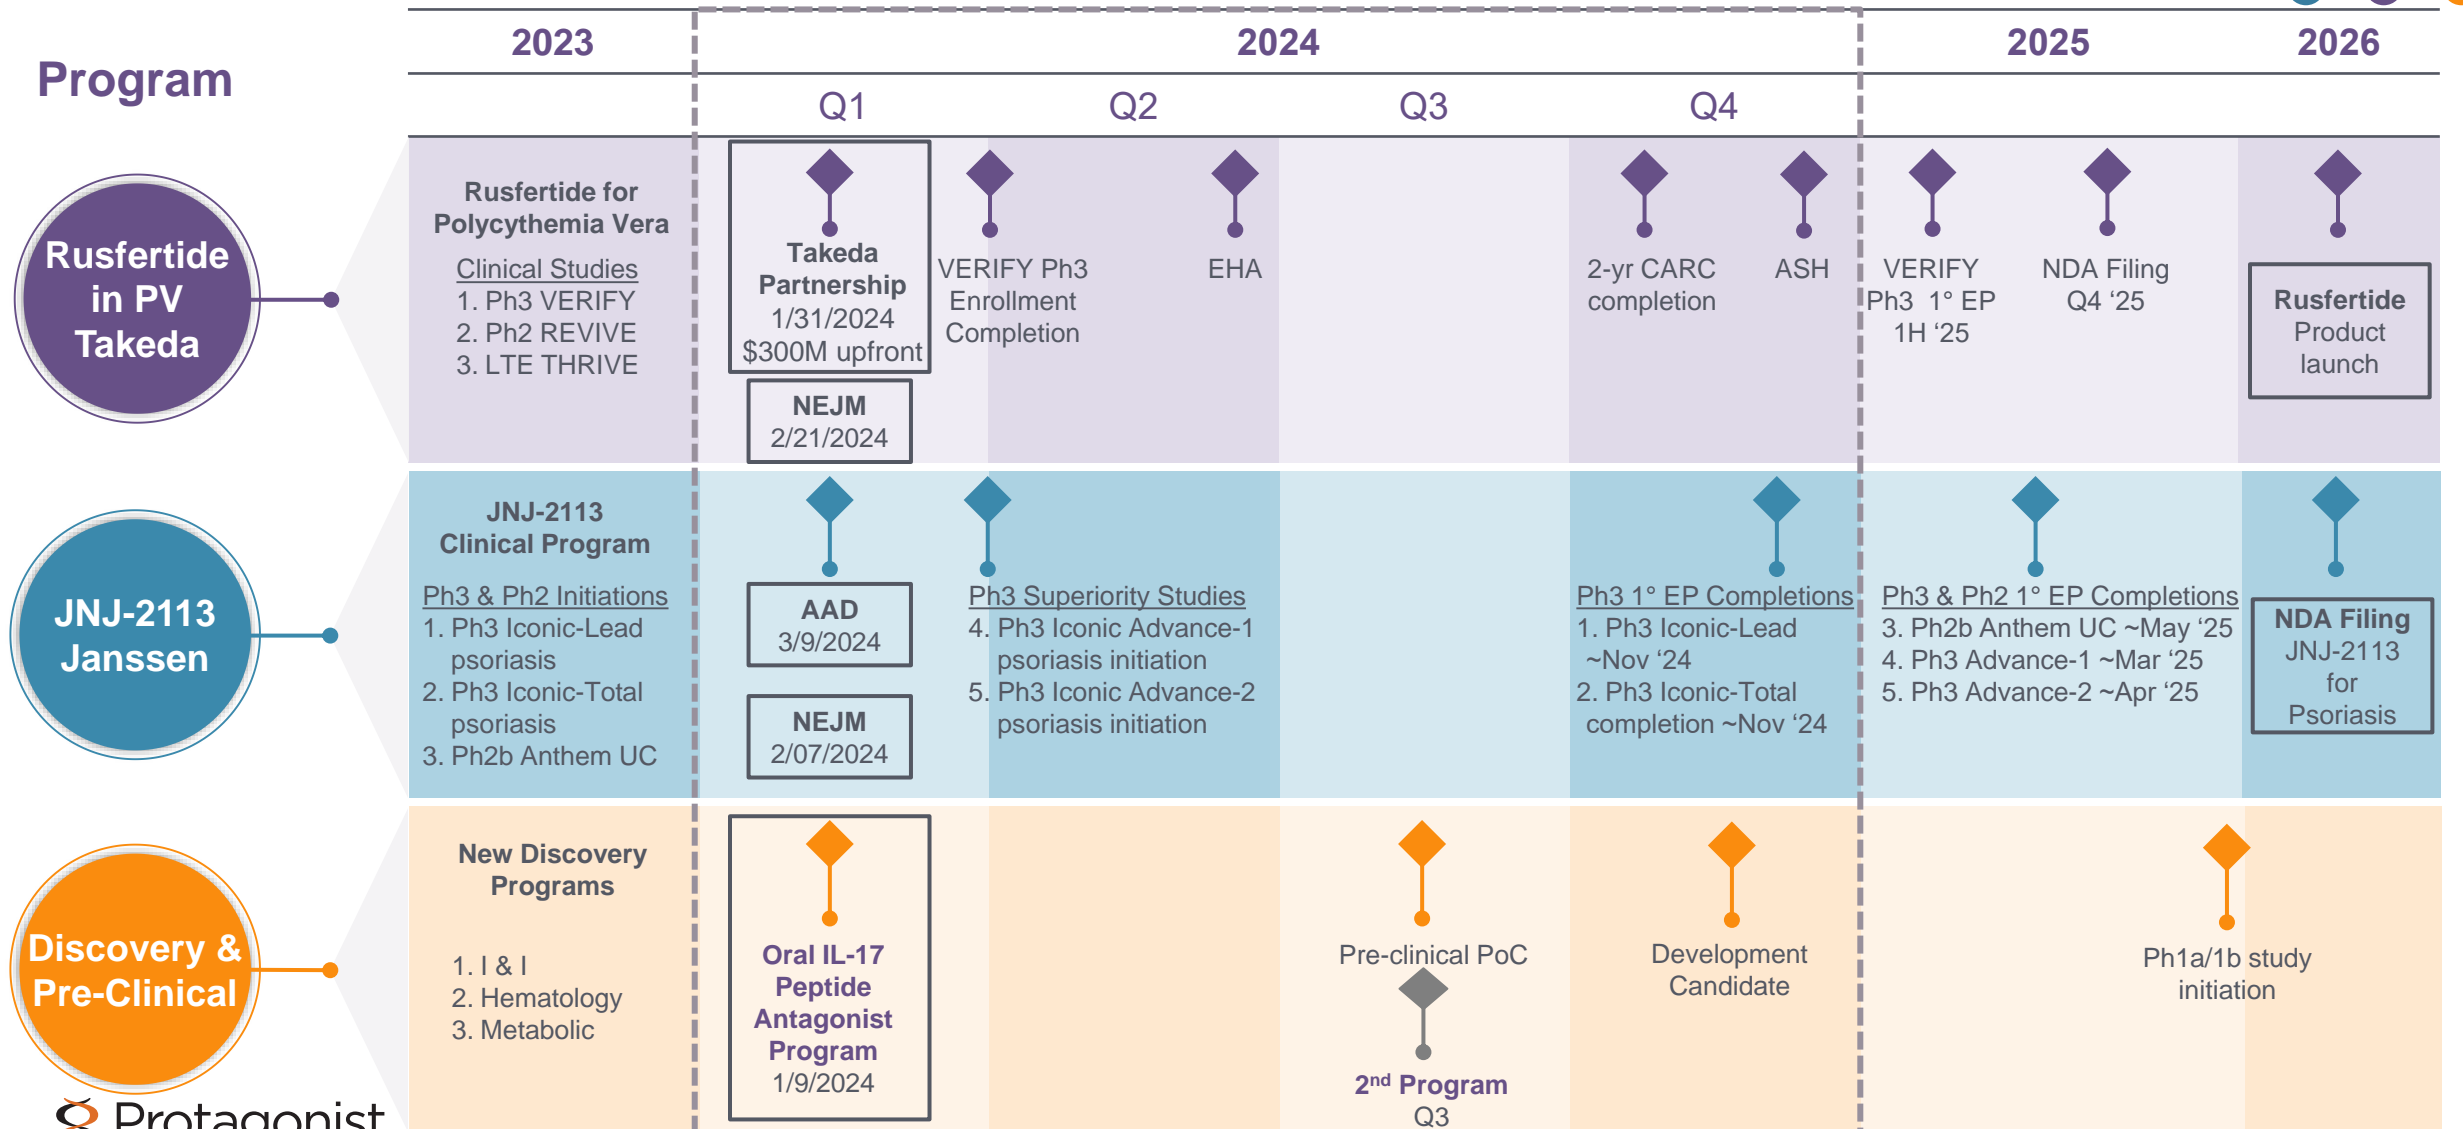 Program
2023
2024
2025
2026
Q1
Q2
Q3
Q4
Rusfertide
in PV
Takeda
Rusfertide for
Polycythemia Vera
Clinical Studies
1. Ph3 VERIFY
2. Ph2 REVIVE
3. LTE THRIVE
Takeda
Partnership
1/31/2024
$300M upfront
NEJM
2/21/2024
VERIFY Ph3
Enrollment
Completion
EHA
2-yr CARC
completion
ASH
VERIFY
Ph3 1° EP
1H ‘25
NDA Filing
Q4 ‘25
Rusfertide
Product
launch
JNJ-2113
Janssen
JNJ-2113
Clinical Program
Ph3 & Ph2 Initiations
1. Ph3 Iconic-Lead
psoriasis
2. Ph3 Iconic-Total
psoriasis
3. Ph2b Anthem UC
AAD
3/9/2024
NEJM
2/07/2024
Ph3 Superiority Studies
4. Ph3 Iconic Advance-1
psoriasis initiation
5. Ph3 Iconic Advance-2
psoriasis initiation
Ph3 1° EP Completions
1. Ph3 Iconic-Lead
~Nov ‘24
2. Ph3 Iconic-Total
completion ~Nov ‘24
Ph3 & Ph2 1° EP Completions
3. Ph2b Anthem UC ~May ‘25
4. Ph3 Advance-1 ~Mar ‘25
5. Ph3 Advance-2 ~Apr ‘25
NDA Filing
JNJ-2113
for
Psoriasis
Discovery &
Pre-Clinical
New Discovery
Programs
1. I & I
2. Hematology
3. Metabolic
Oral IL-17
Peptide
Antagonist
Program
1/9/2024
Pre-clinical PoC
2nd Program
Q3
Development
Candidate
Ph1a/1b study
initiation
Protagonist